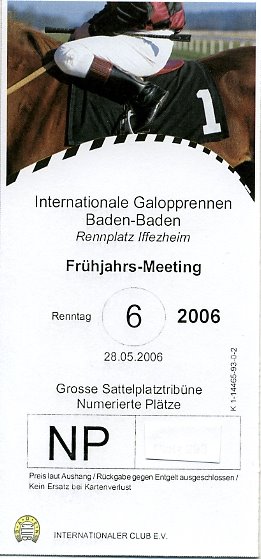 1
Internationale Galopprennen
Baden-Baden
Rennplatz Iffezheim
Frühjahrs-Meeting
Renntag 6 2006
28.05.2006
Grosse Sattelplatztribüne
Numerierte Plätze
NP
Preis laut Aushang / Rückgabe gegen Entgelt ausgeschlossen /
Kein Ersatz bei Kartenverlust
INTERNATIONALER CLUB E.V.
K 1-14465-93-0-2